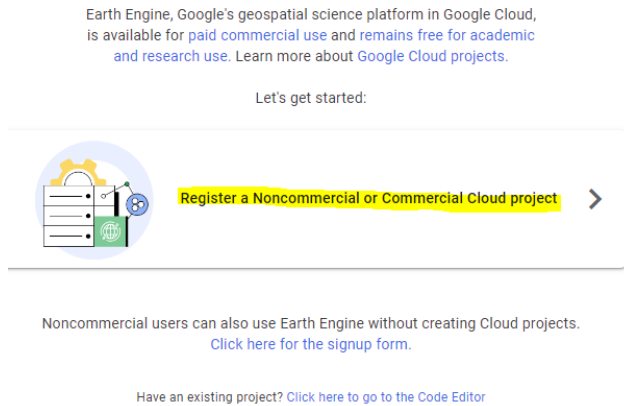 Earth Engine, Google's geospatial science platform in Google Cloud,
is available for paid commercial use and remains free for academic
and research use. Learn more about Google Cloud projects.
Let's get started:
Register a Noncommercial or Commercial Cloud project
Noncommercial users can also use Earth Engine without creating Cloud projects.
Click here for the signup form.
Have an existing project? Click here to go to the Code Editor